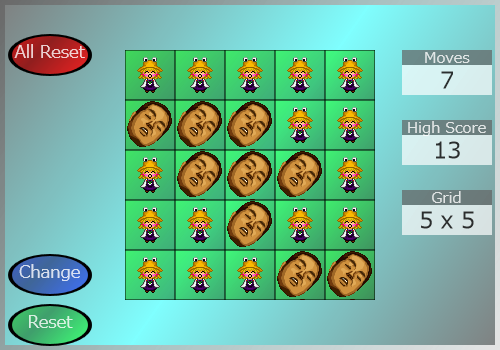 All Reset
Moves
7
High Score
13
Grid
5 x 5
Change
Reset